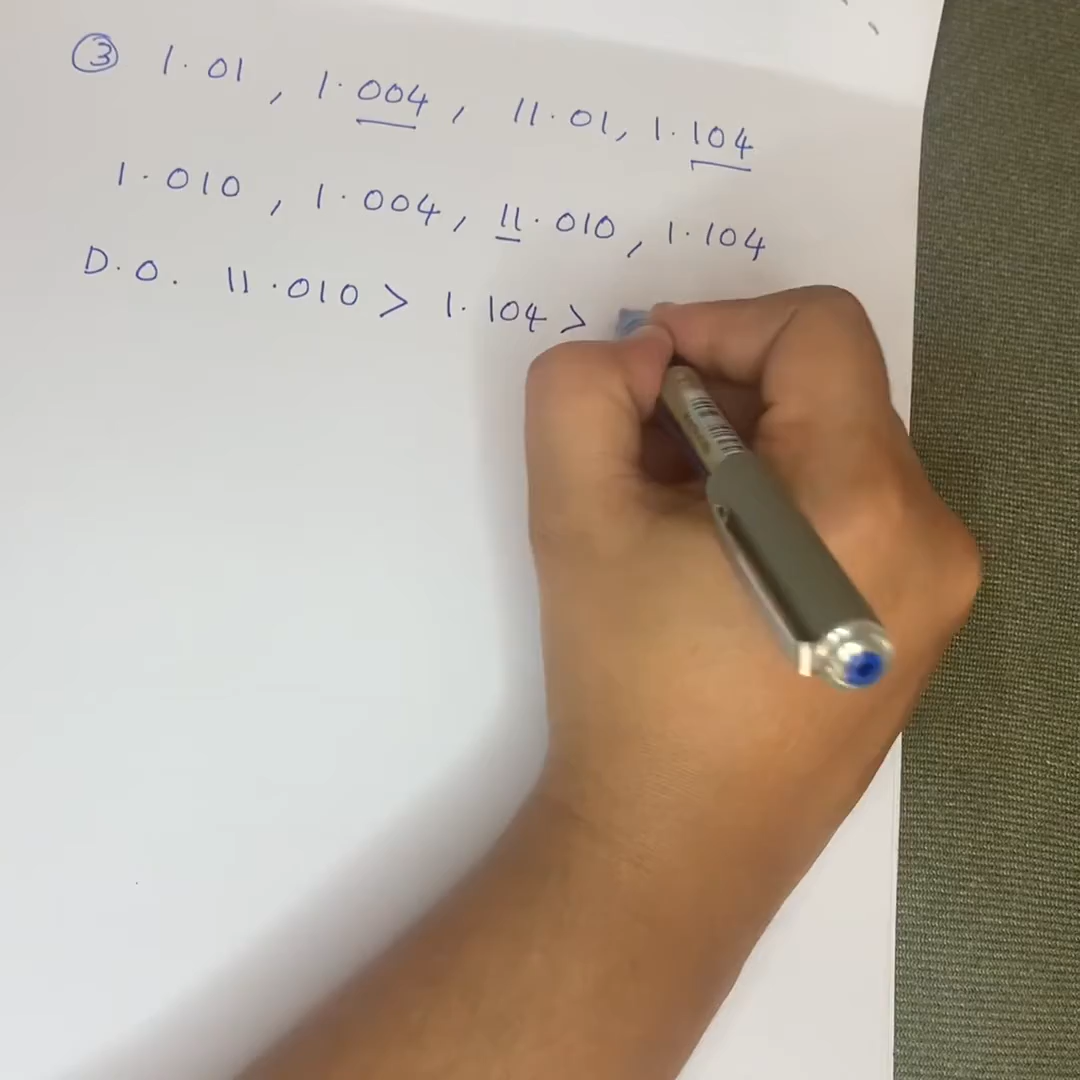 ③ 1.01 , 1.004 , 11.01, 1.104
1.010 , 1.004 , 11.010 , 1.104
D.O. 11.010 > 1.104 >